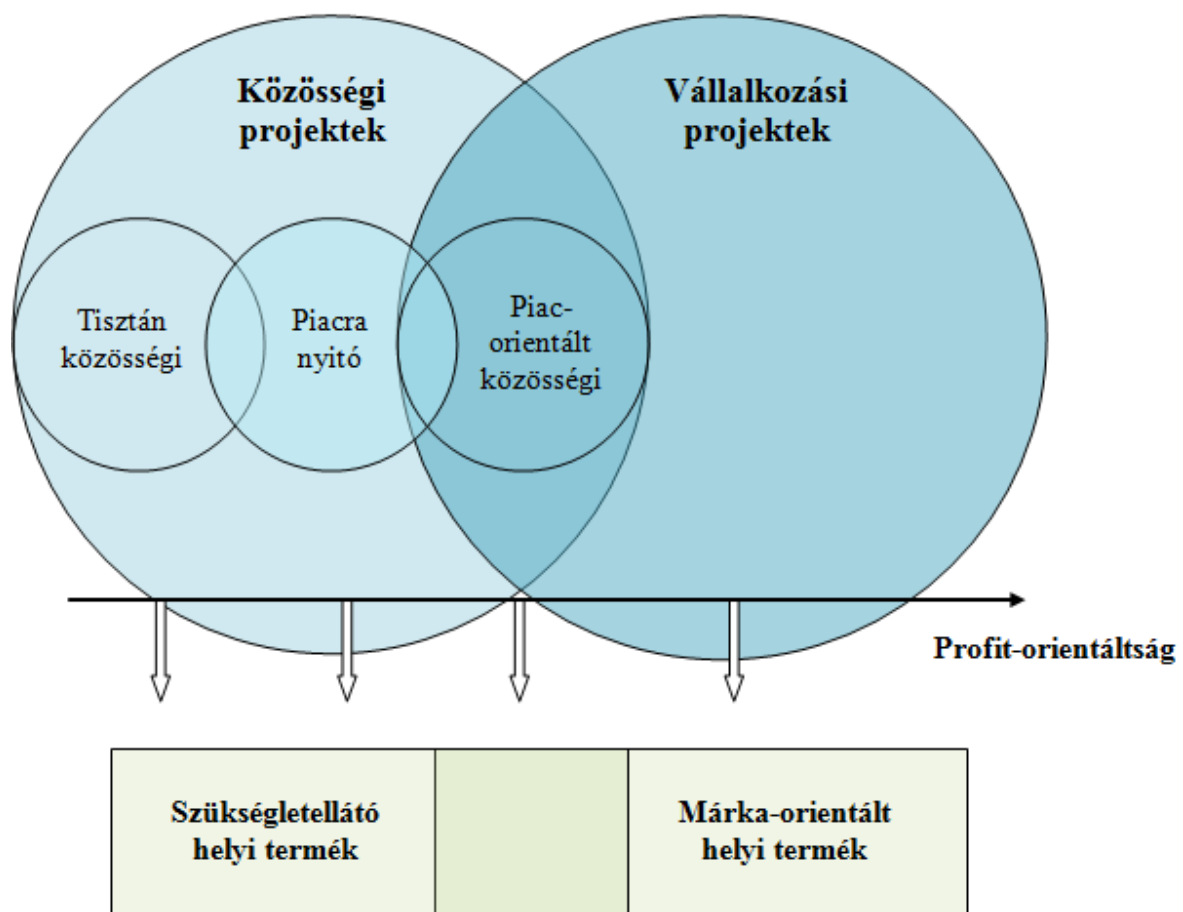 Közösségi
projektek
Vállalkozási
projektek
Tisztán
közösségi
Piacra
nyitó
Piac-
orientált
közösségi
Profit-orientáltság
Szükségletellátó
helyi termék
Márka-orientált
helyi termék